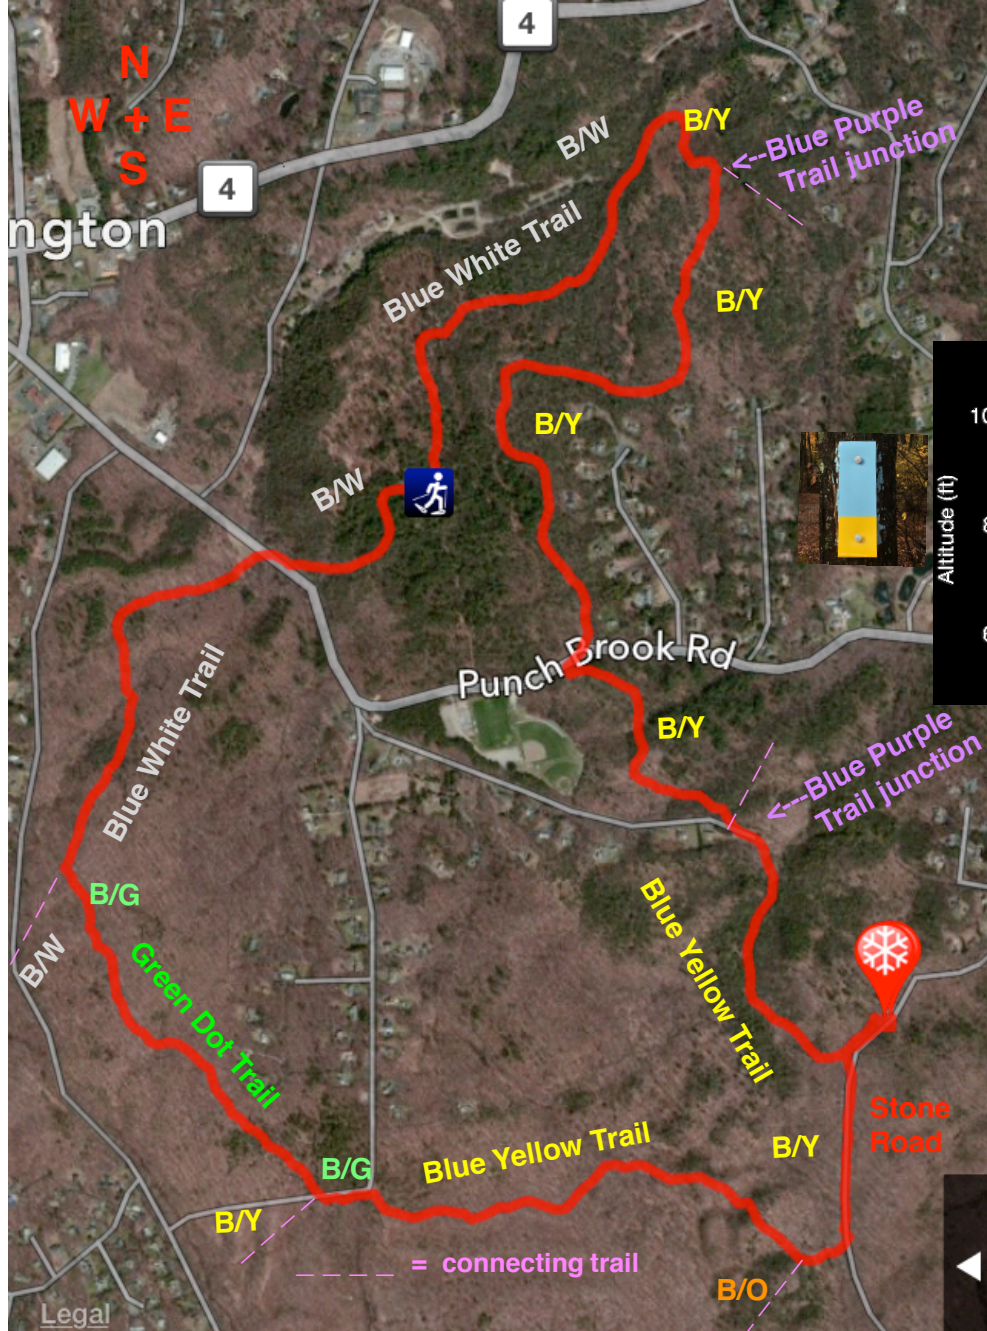 4
N
W + E
S
4
ngton
B/W
B/Y
<--Blue Purple
Trail junction
Blue White Trail
B/Y
B/Y
B/W
Altitude (ft)
Punch Brook Rd
B/Y
<---Blue Purple
Trail junction
Blue White Trail
B/G
B/W
Green Dot Trail
Blue Yellow Trail
Stone
Road
B/Y
Blue Yellow Trail
B/G
B/Y
= connecting trail
B/O
Legal